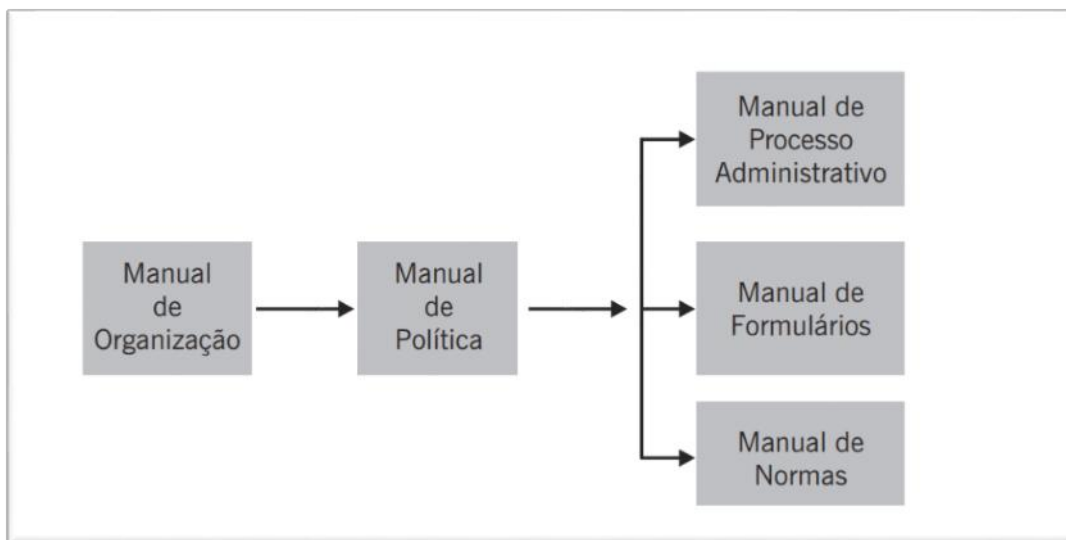 Manual
de
Organização
Manual
de
Política
Manual de
Processo
Administrativo
Manual de
Formulários
Manual de
Normas